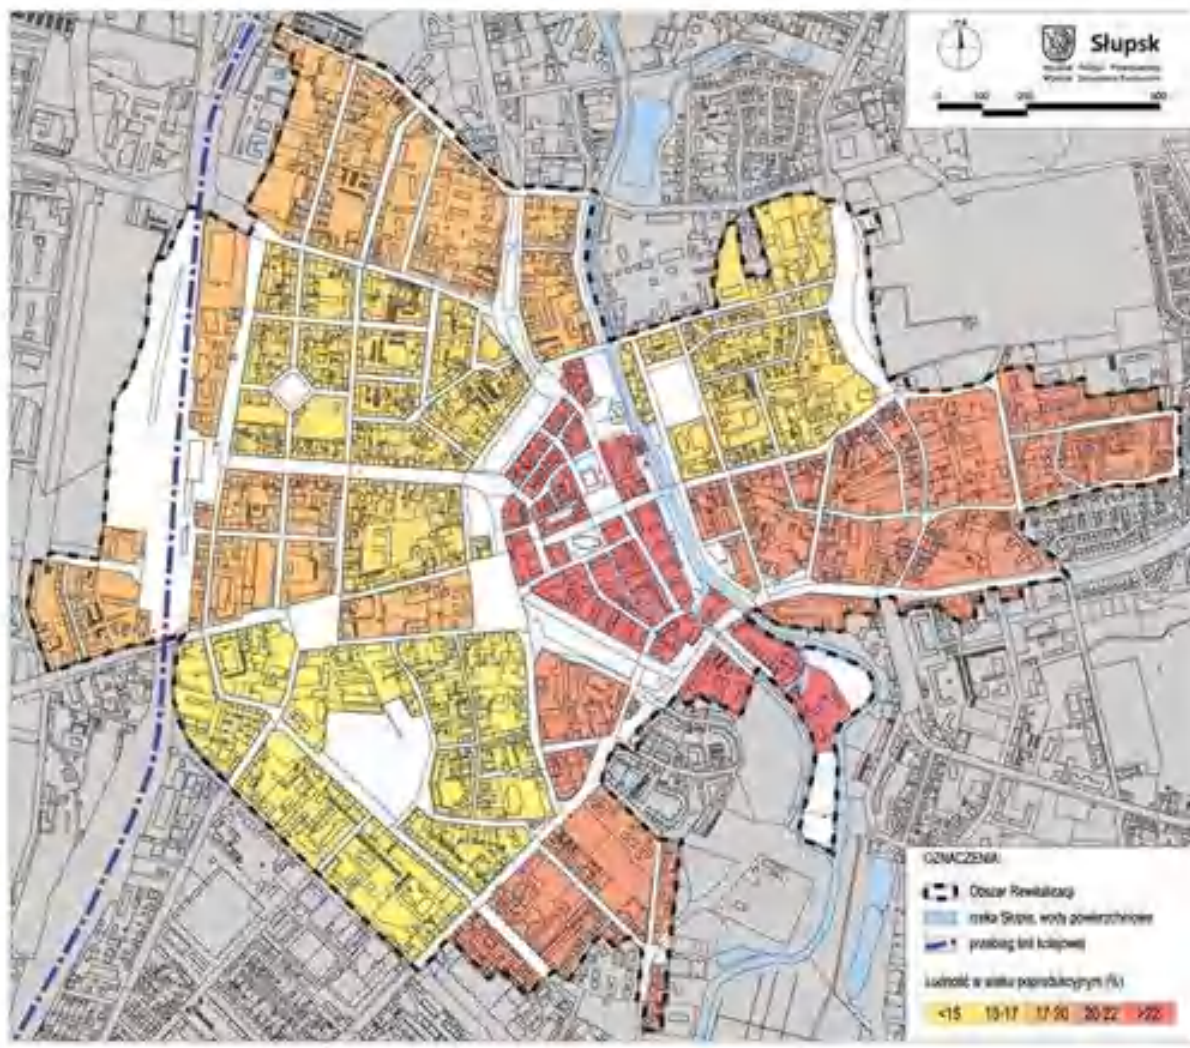 Słupsk
OZNACZENIA:
Obszar Rewitalizacji
rzeka Słupia, wody powierzchniowe
przebieg linii kolejowej
Ludność w wieku poprodukcyjnym (%)
<15 15-17 17-20 20-22 >22